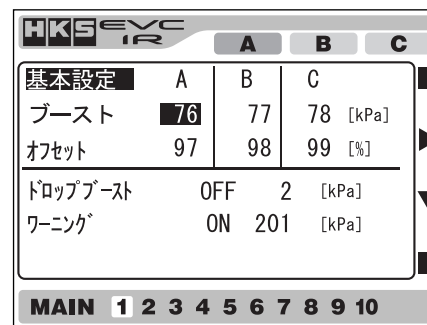 HKS EVC
IR
A B C
基本設定 A B C
ブースト 76 77 78 [kPa]
オフセット 97 98 99 [%]
ドロップブースト OFF 2 [kPa]
ワーニング ON 201 [kPa]
MAIN 1 2 3 4 5 6 7 8 9 10